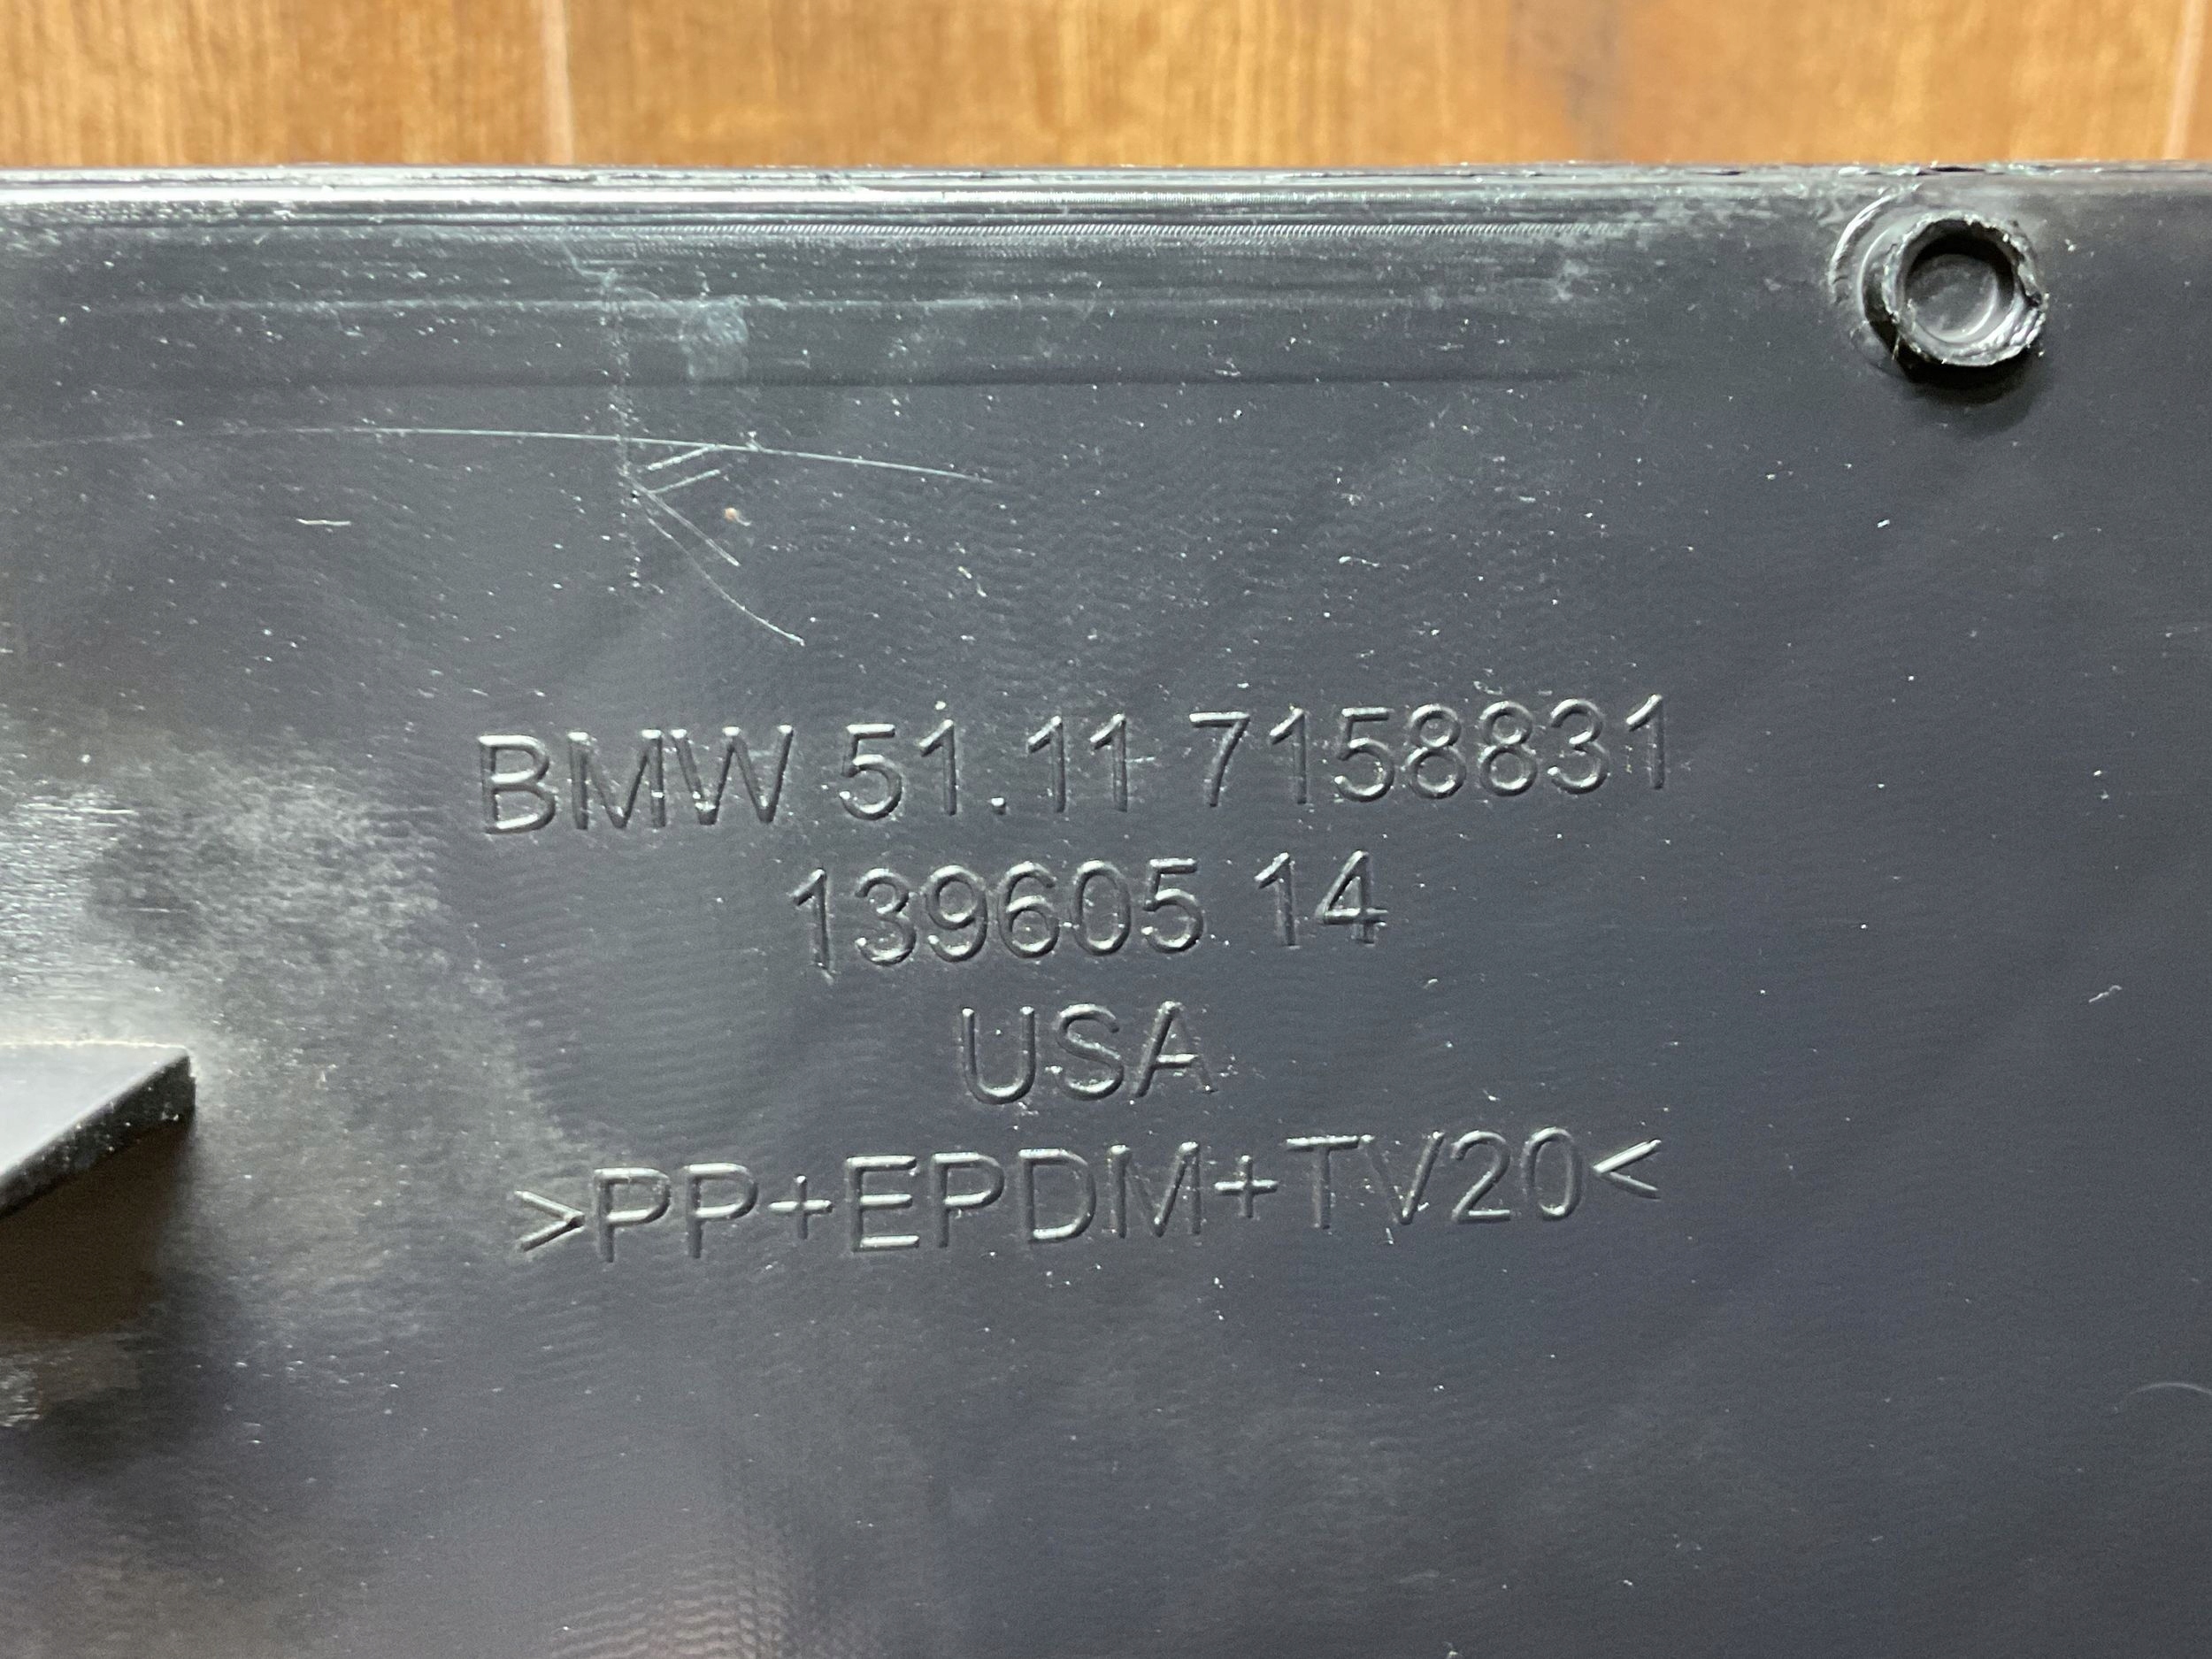 BMW 51.11 7158831
139605 14
USA
>PP+EPDM+TV20<